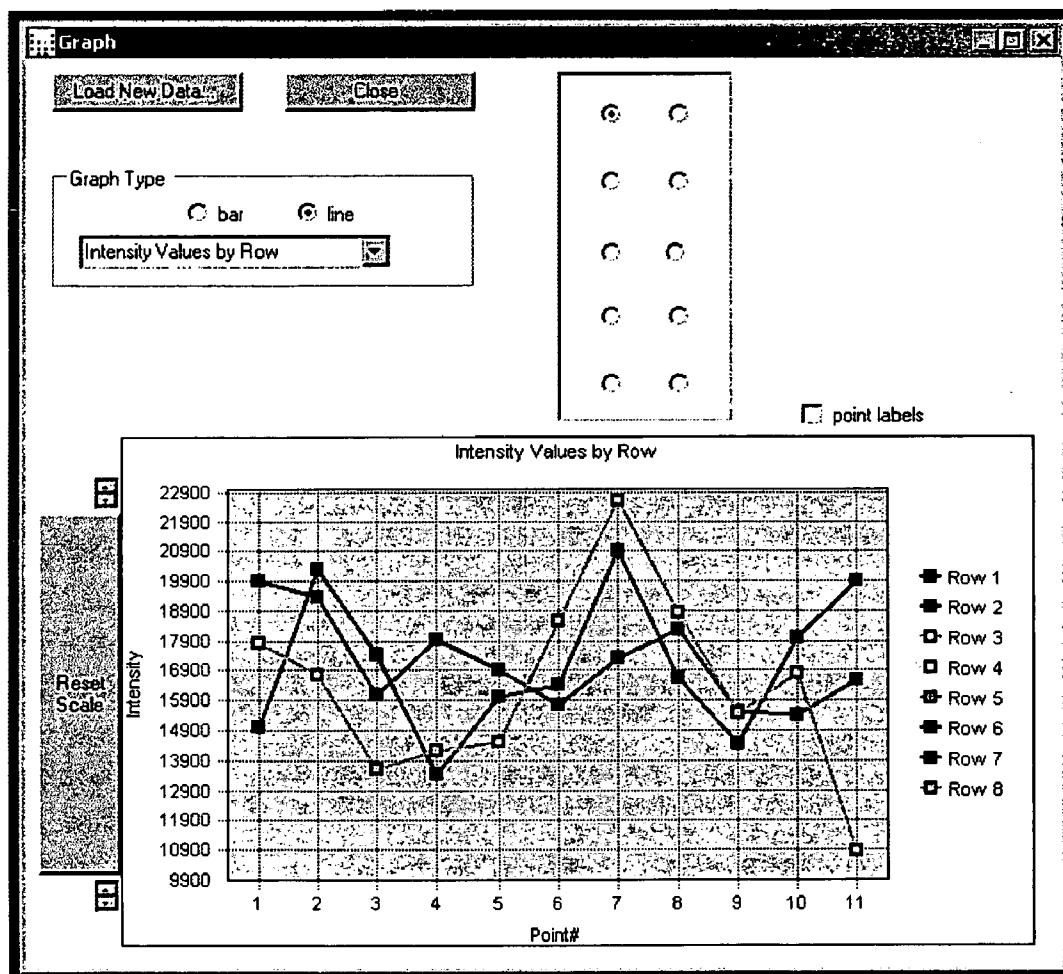 Graph
Load New Data...
Close
Graph Type
bar
line
Intensity Values by Row
point labels
Intensity Values by Row
Reset
Scale
Intensity
22900
21900
20900
19900
18900
17900
16900
15900
14900
13900
12900
11900
10900
9900
1 2 3 4 5 6 7 8 9 10 11
Point#
Row 1
Row 2
Row 3
Row 4
Row 5
Row 6
Row 7
Row 8